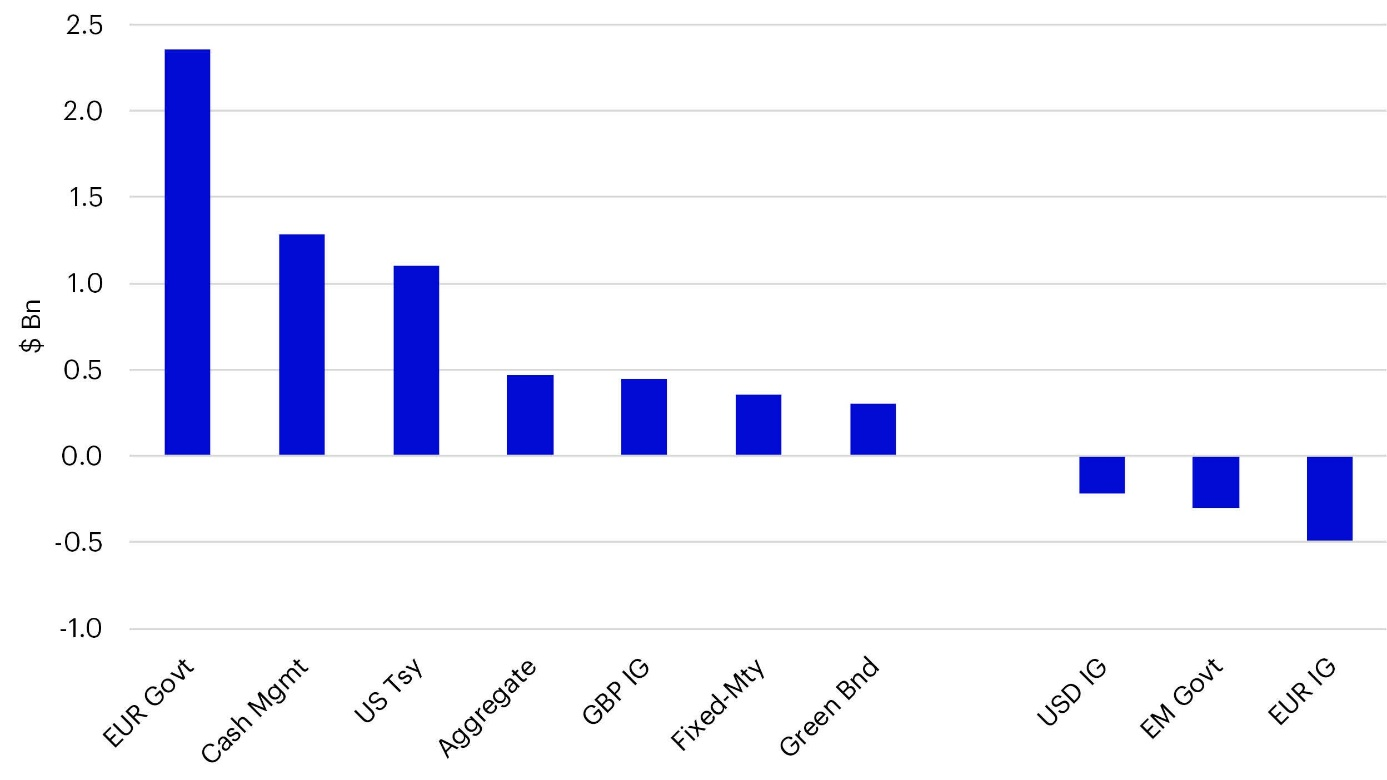 2.5
2.0
1.5
1.0
0.5
0.0
-0.5
-1.0
$ Bn
EUR Govt
Cash Mgmt
US Tsy
Aggregate
GBP IG
Fixed-Mty
Green Bnd
USD IG
EM Govt
EUR IG